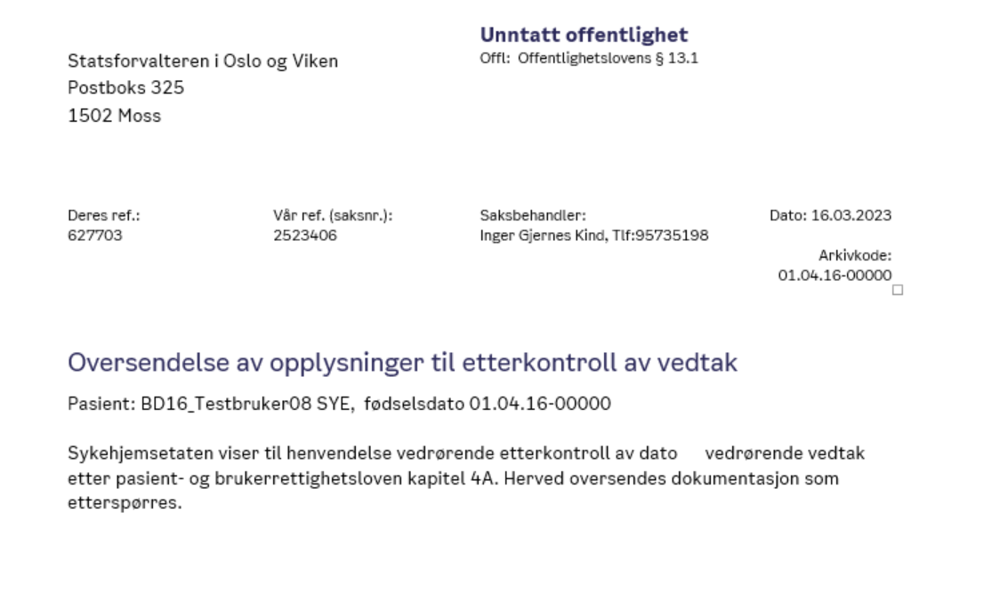 Unntatt offentlighet
Offl:  Offentlighetslovens § 13.1
Statsforvalteren i Oslo og Viken
Postboks 325
1502 Moss
Deres ref.:
627703
Vår ref. (saksnr.):
2523406
Saksbehandler:
Inger Gjernes Kind, Tlf:95735198
Dato: 16.03.2023
Arkivkode:
01.04.16-00000
Oversendelse av opplysninger til etterkontroll av vedtak
Pasient: BD16_Testbruker08 SYE,  fødselsdato 01.04.16-00000
Sykehjemsetaten viser til henvendelse vedrørende etterkontroll av dato     vedrørende vedtak
etter pasient- og brukerrettighetsloven kapitel 4A. Herved oversendes dokumentasjon som
etterspørres.